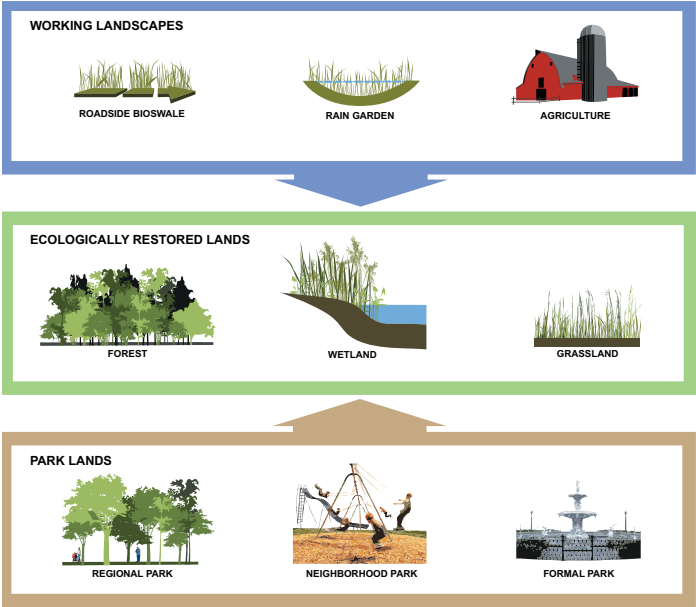 WORKING LANDSCAPES
ROADSIDE BIOSWALE
RAIN GARDEN
AGRICULTURE
ECOLOGICALLY RESTORED LANDS
FOREST
WETLAND
GRASSLAND
PARK LANDS
REGIONAL PARK
NEIGHBORHOOD PARK
FORMAL PARK